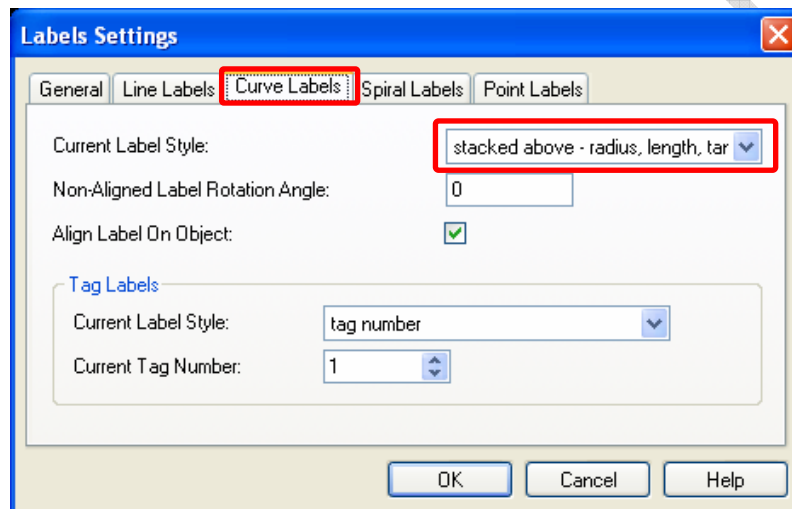 Labels Settings
General Line Labels Curve Labels Spiral Labels Point Labels
Current Label Style: stacked above - radius, length, tar
Non-Aligned Label Rotation Angle: 0
Align Label On Object:
Tag Labels
Current Label Style: tag number
Current Tag Number: 1
OK Cancel Help